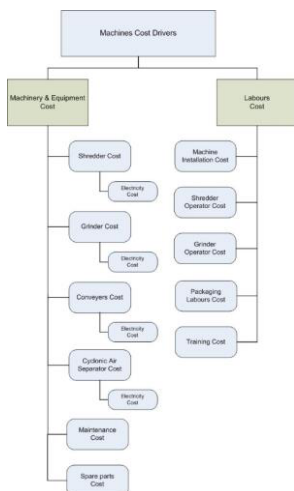 Machines Cost Drivers
Machinery & Equipment
Cost
Labours
Cost
Shredder Cost
Electricity
Cost
Grinder Cost
Electricity
Cost
Conveyers Cost
Electricity
Cost
Cyclonic Air
Separator Cost
Electricity
Cost
Maintenance
Cost
Spare parts
Cost
Machine
Installation Cost
Shredder
Operator Cost
Grinder
Operator Cost
Packaging
Labours Cost
Training Cost